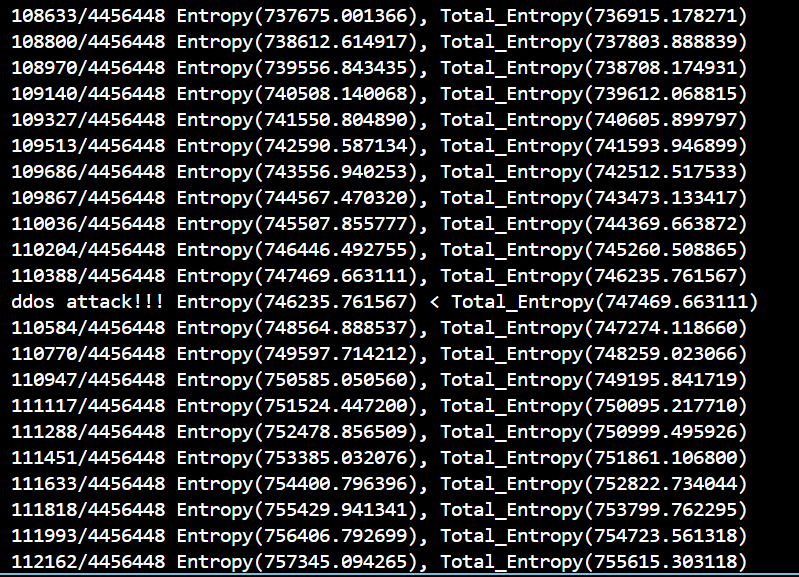 108633/4456448 Entropy(737675.001366), Total_Entropy(736915.178271)
108800/4456448 Entropy(738612.614917), Total_Entropy(737803.888839)
108970/4456448 Entropy(739556.843435), Total_Entropy(738708.174931)
109140/4456448 Entropy(740508.140068), Total_Entropy(739612.068815)
109327/4456448 Entropy(741550.804890), Total_Entropy(740605.899797)
109513/4456448 Entropy(742590.587134), Total_Entropy(741593.946899)
109686/4456448 Entropy(743556.940253), Total_Entropy(742512.517533)
109867/4456448 Entropy(744567.470320), Total_Entropy(743473.133417)
110036/4456448 Entropy(745507.855777), Total_Entropy(744369.663872)
110204/4456448 Entropy(746446.492755), Total_Entropy(745260.508865)
110388/4456448 Entropy(747469.663111), Total_Entropy(746235.761567)
ddos attack!!! Entropy(746235.761567) < Total_Entropy(747469.663111)
110584/4456448 Entropy(748564.888537), Total_Entropy(747274.118660)
110770/4456448 Entropy(749597.714212), Total_Entropy(748259.023066)
110947/4456448 Entropy(750585.050560), Total_Entropy(749195.841719)
111117/4456448 Entropy(751524.447200), Total_Entropy(750095.217710)
111288/4456448 Entropy(752478.856509), Total_Entropy(750999.495926)
111451/4456448 Entropy(753385.032076), Total_Entropy(751861.106800)
111633/4456448 Entropy(754400.796396), Total_Entropy(752822.734044)
111818/4456448 Entropy(755429.941341), Total_Entropy(753799.762295)
111993/4456448 Entropy(756406.792699), Total_Entropy(754723.561318)
112162/4456448 Entropy(757345.094265), Total_Entropy(755615.303118)